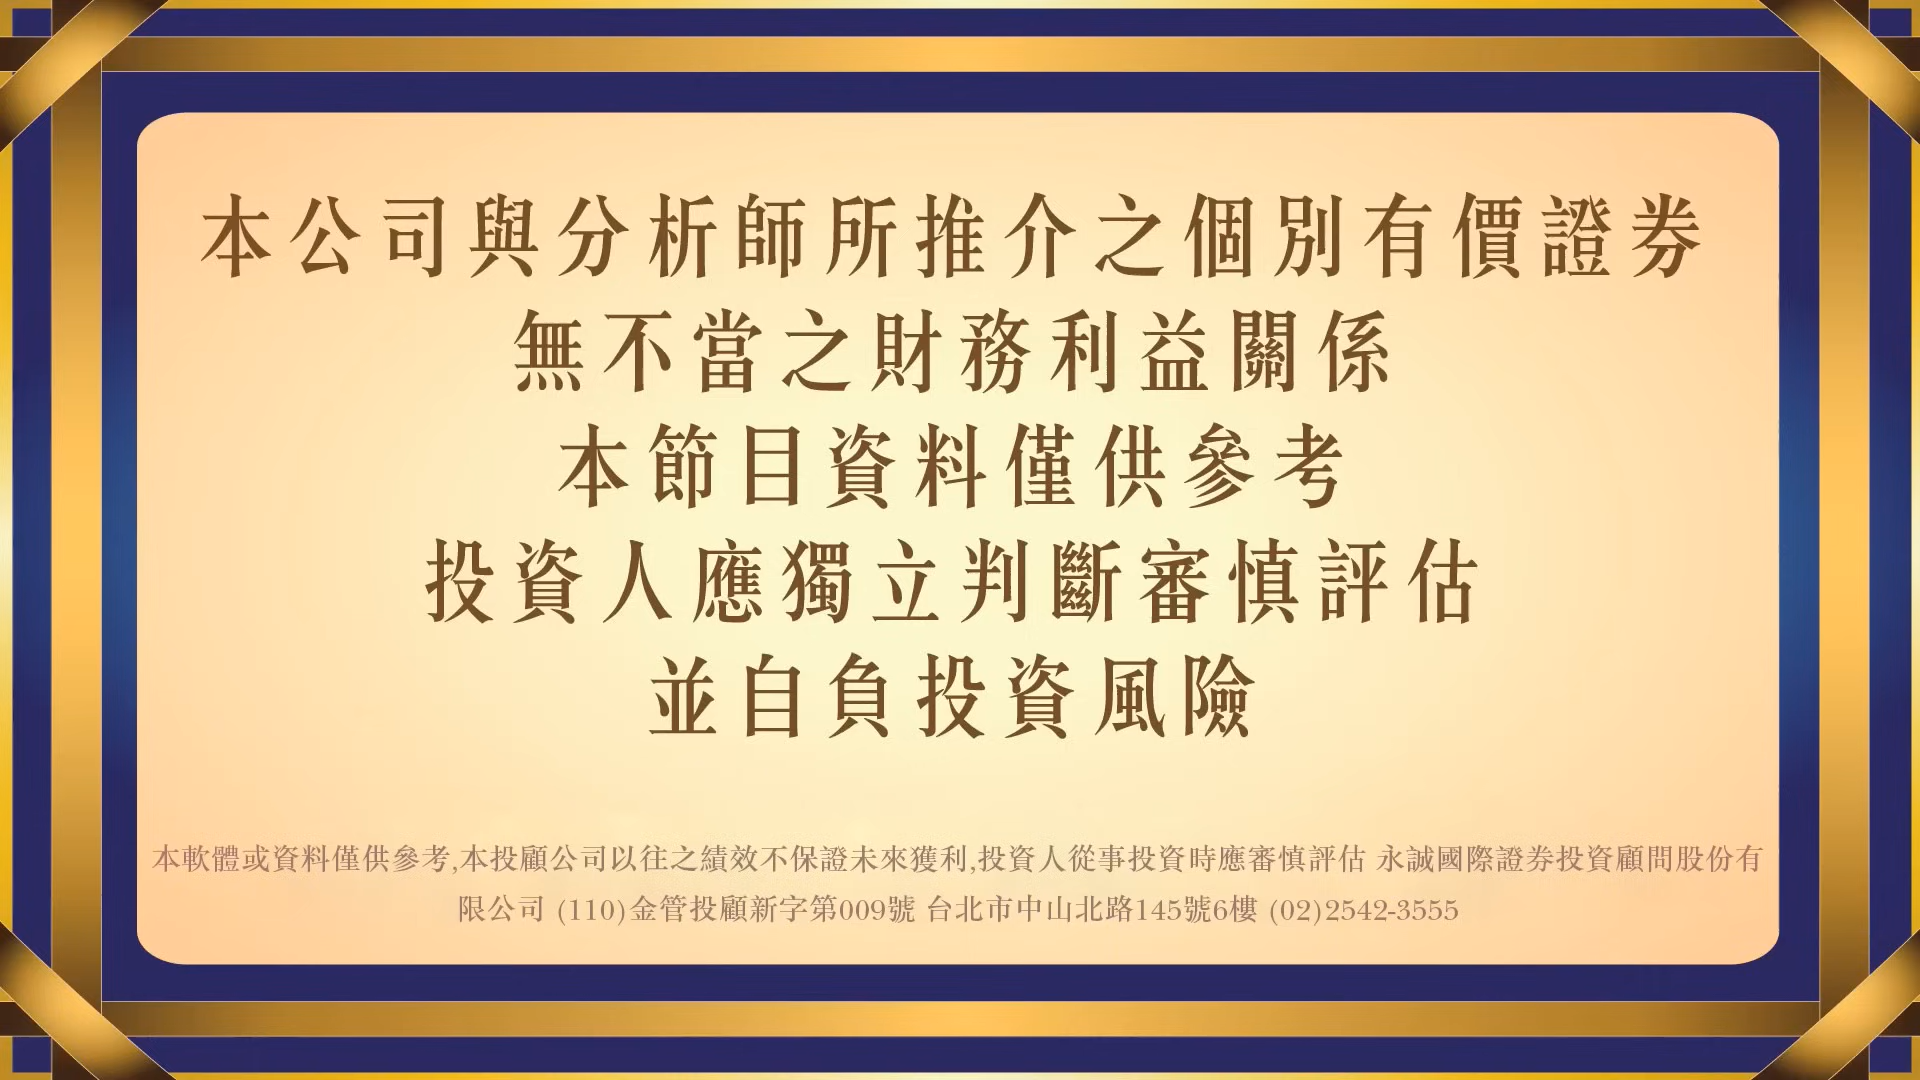 本公司與分析師所推介之個別有價證券
無不當之財務利益關係
本節目資料僅供參考
投資人應獨立判斷審慎評估
並自負投資風險
本軟體或資料僅供參考,本投顧公司以往之績效不保證未來獲利,投資人從事投資時應審慎評估 永誠國際證券投資顧問股份有
限公司 (110)金管投顧新字第009號 台北市中山北路145號6樓 (02)2542-3555